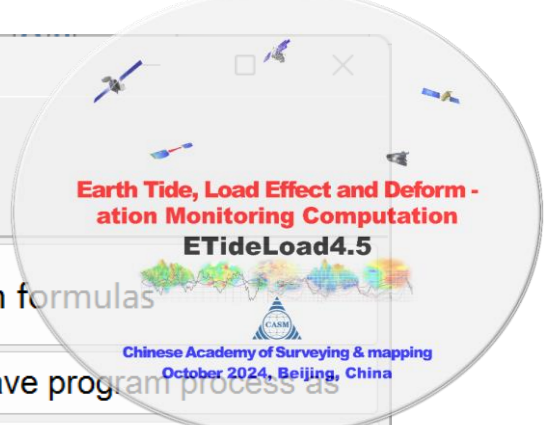 Earth Tide, Load Effect and Deform -
ation Monitoring Computation
ETideLoad4.5
formulas
CASM
Chinese Academy of Surveying & mapping
ave program process as
October 2024, Beijing, China